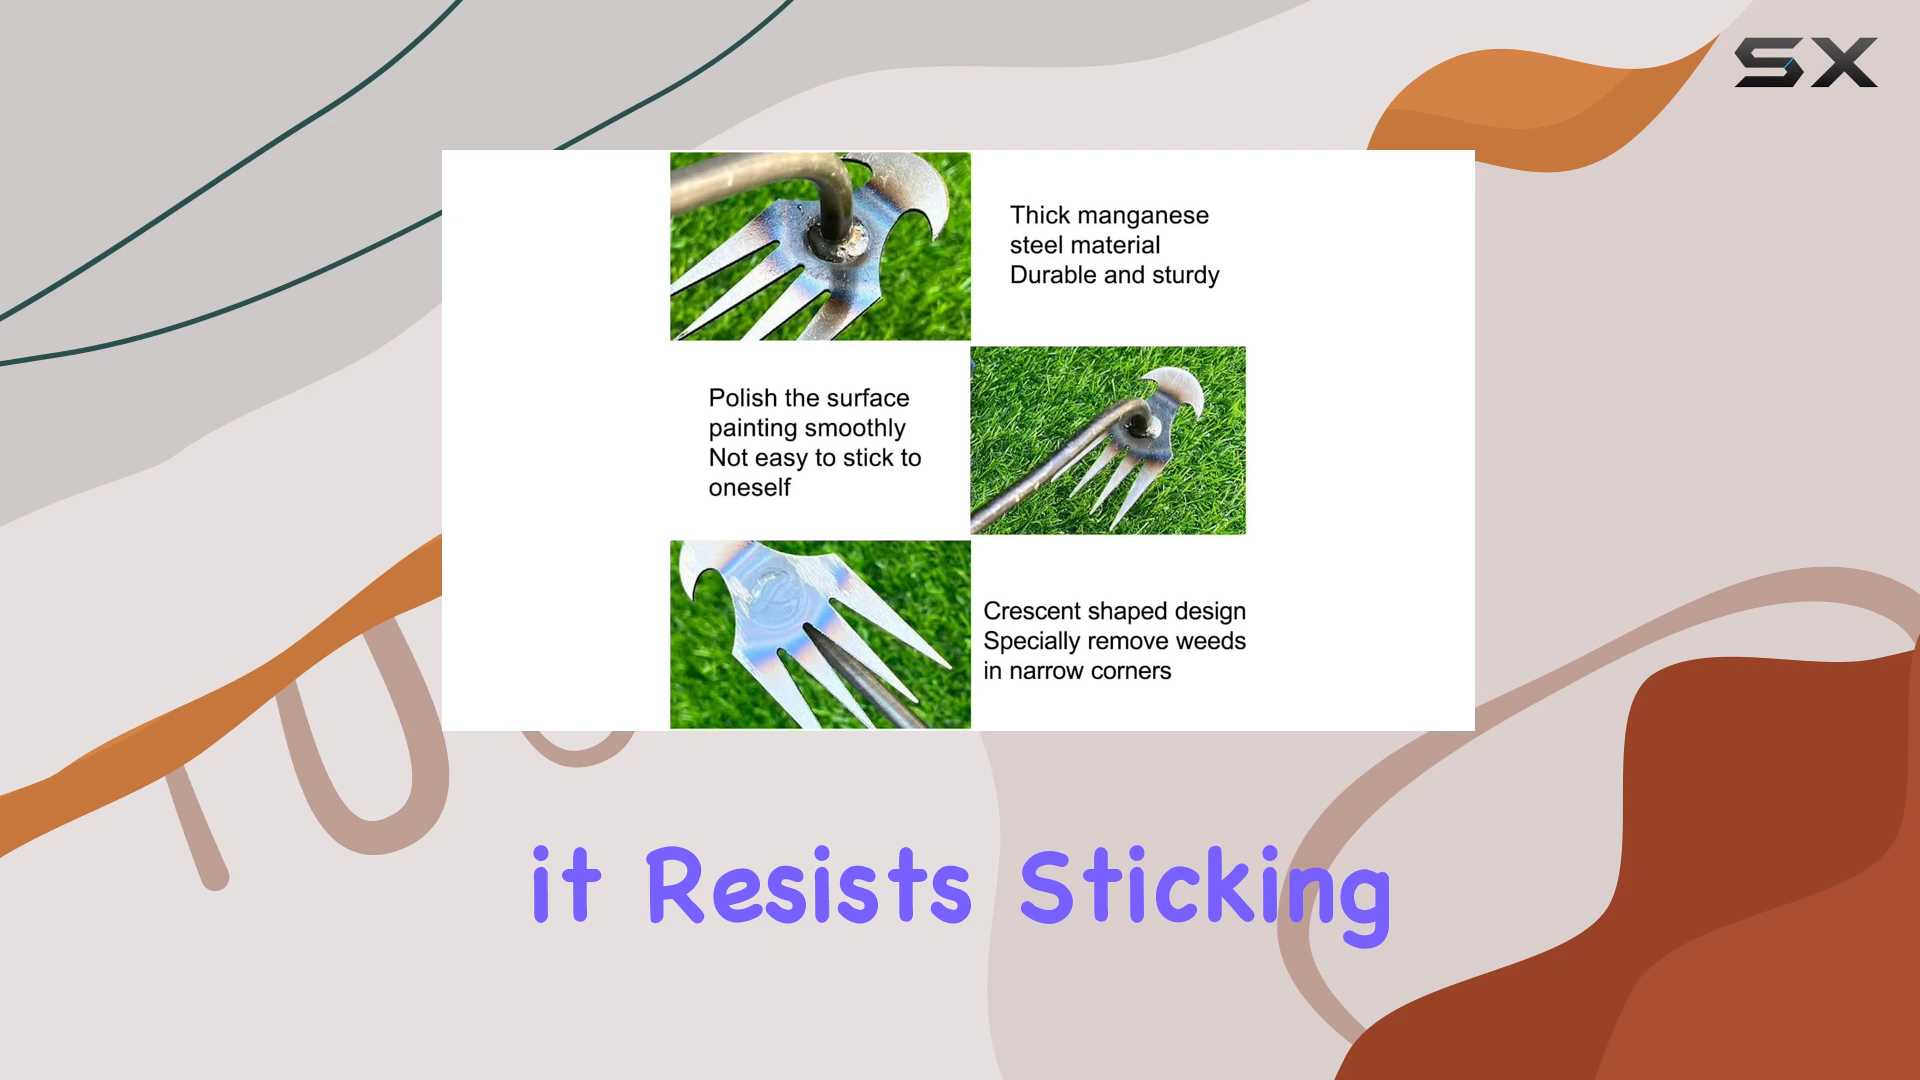 SX
Thick manganese
steel material
Durable and sturdy
Polish the surface
painting smoothly
Not easy to stick to
oneself
Crescent shaped design
Specially remove weeds
in narrow corners
it Resists Sticking